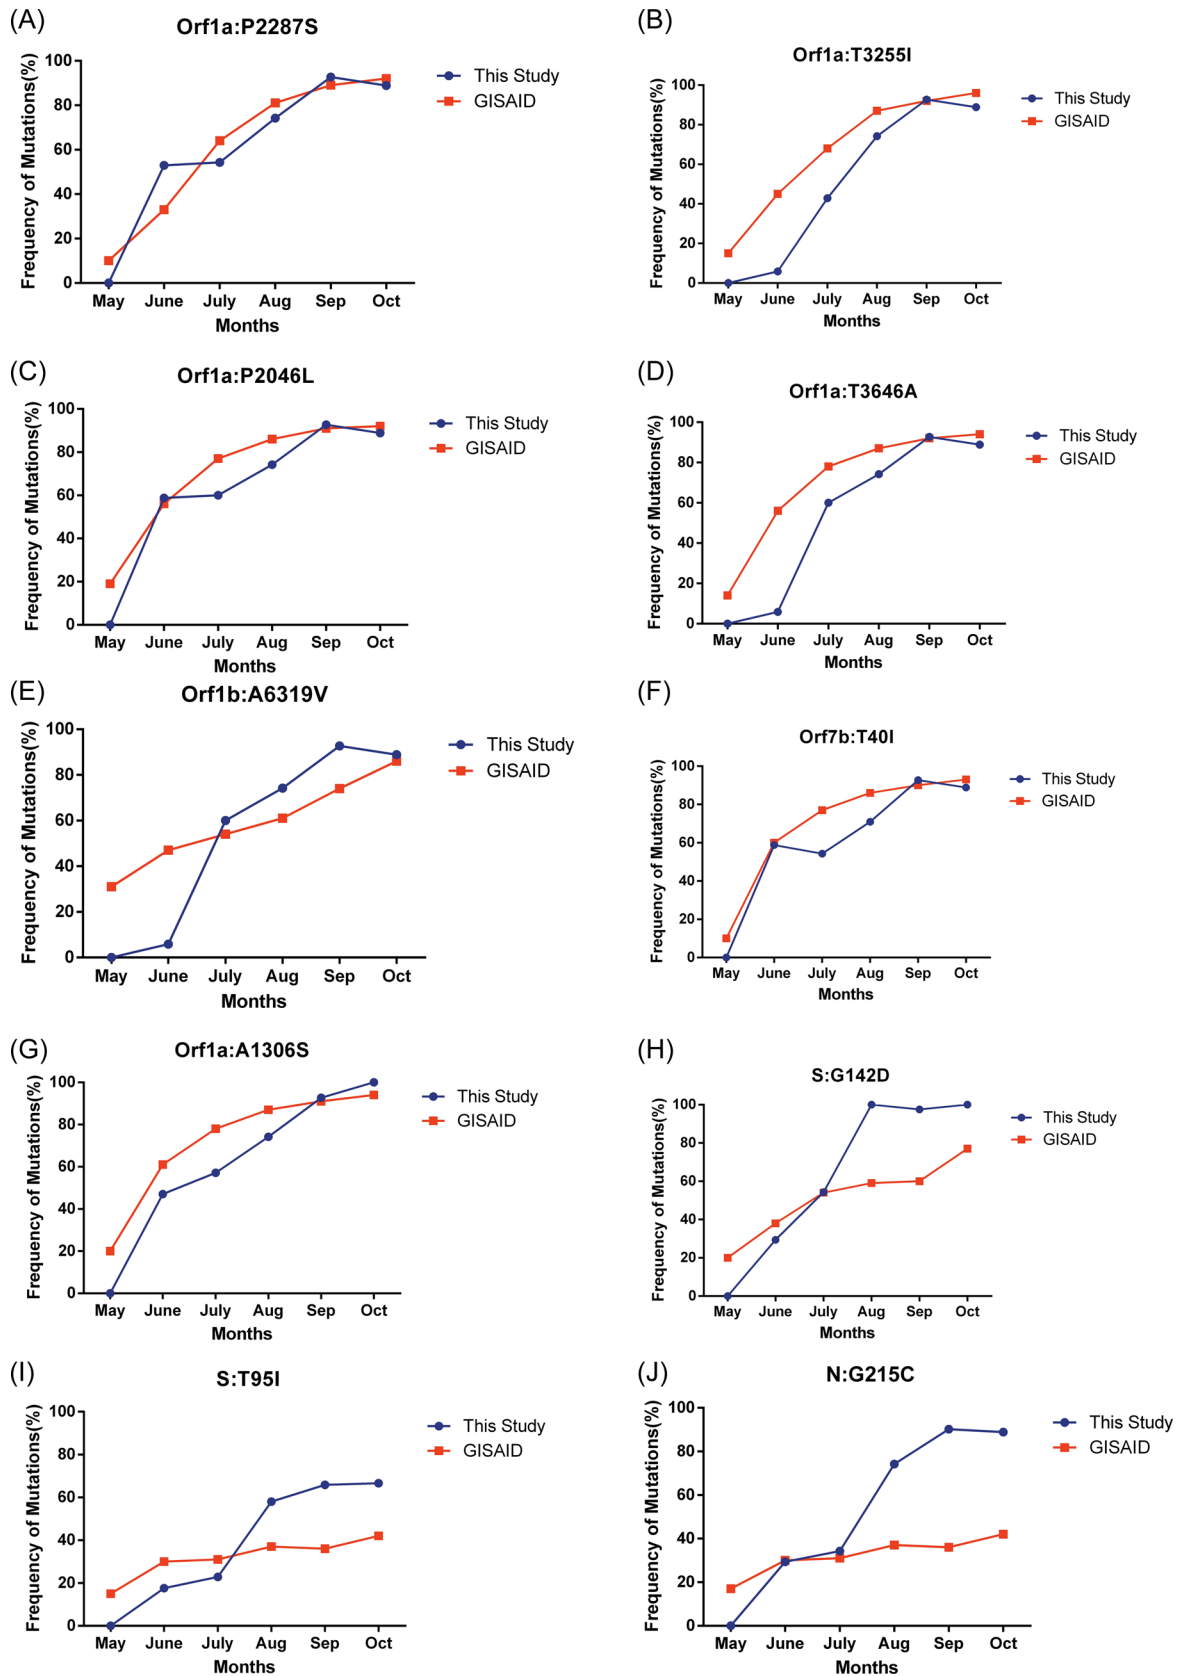 (A)
Orf1a:P2287S
Frequency of Mutations(%)
100
80
60
40
20
0
May June July Aug Sep Oct
Months
This Study
GISAID
(B)
Orf1a:T3255I
Frequency of Mutations(%)
100
80
60
40
20
0
May June July Aug Sep Oct
Months
This Study
GISAID
(C)
Orf1a:P2046L
Frequency of Mutations(%)
100
80
60
40
20
0
May June July Aug Sep Oct
Months
This Study
GISAID
(D)
Orf1a:T3646A
Frequency of Mutations(%)
100
80
60
40
20
0
May June July Aug Sep Oct
Months
This Study
GISAID
(E)
Orf1b:A6319V
Frequency of Mutations(%)
100
80
60
40
20
0
May June July Aug Sep Oct
Months
This Study
GISAID
(F)
Orf7b:T40I
Frequency of Mutations(%)
100
80
60
40
20
0
May June July Aug Sep Oct
Months
This Study
GISAID
(G)
Orf1a:A1306S
Frequency of Mutations(%)
100
80
60
40
20
0
May June July Aug Sep Oct
Months
This Study
GISAID
(H)
S:G142D
Frequency of Mutations(%)
100
80
60
40
20
0
May June July Aug Sep Oct
Months
This Study
GISAID
(I)
S:T95I
Frequency of Mutations(%)
100
80
60
40
20
0
May June July Aug Sep Oct
Months
This Study
GISAID
(J)
N:G215C
Frequency of Mutations(%)
100
80
60
40
20
0
May June July Aug Sep Oct
Months
This Study
GISAID